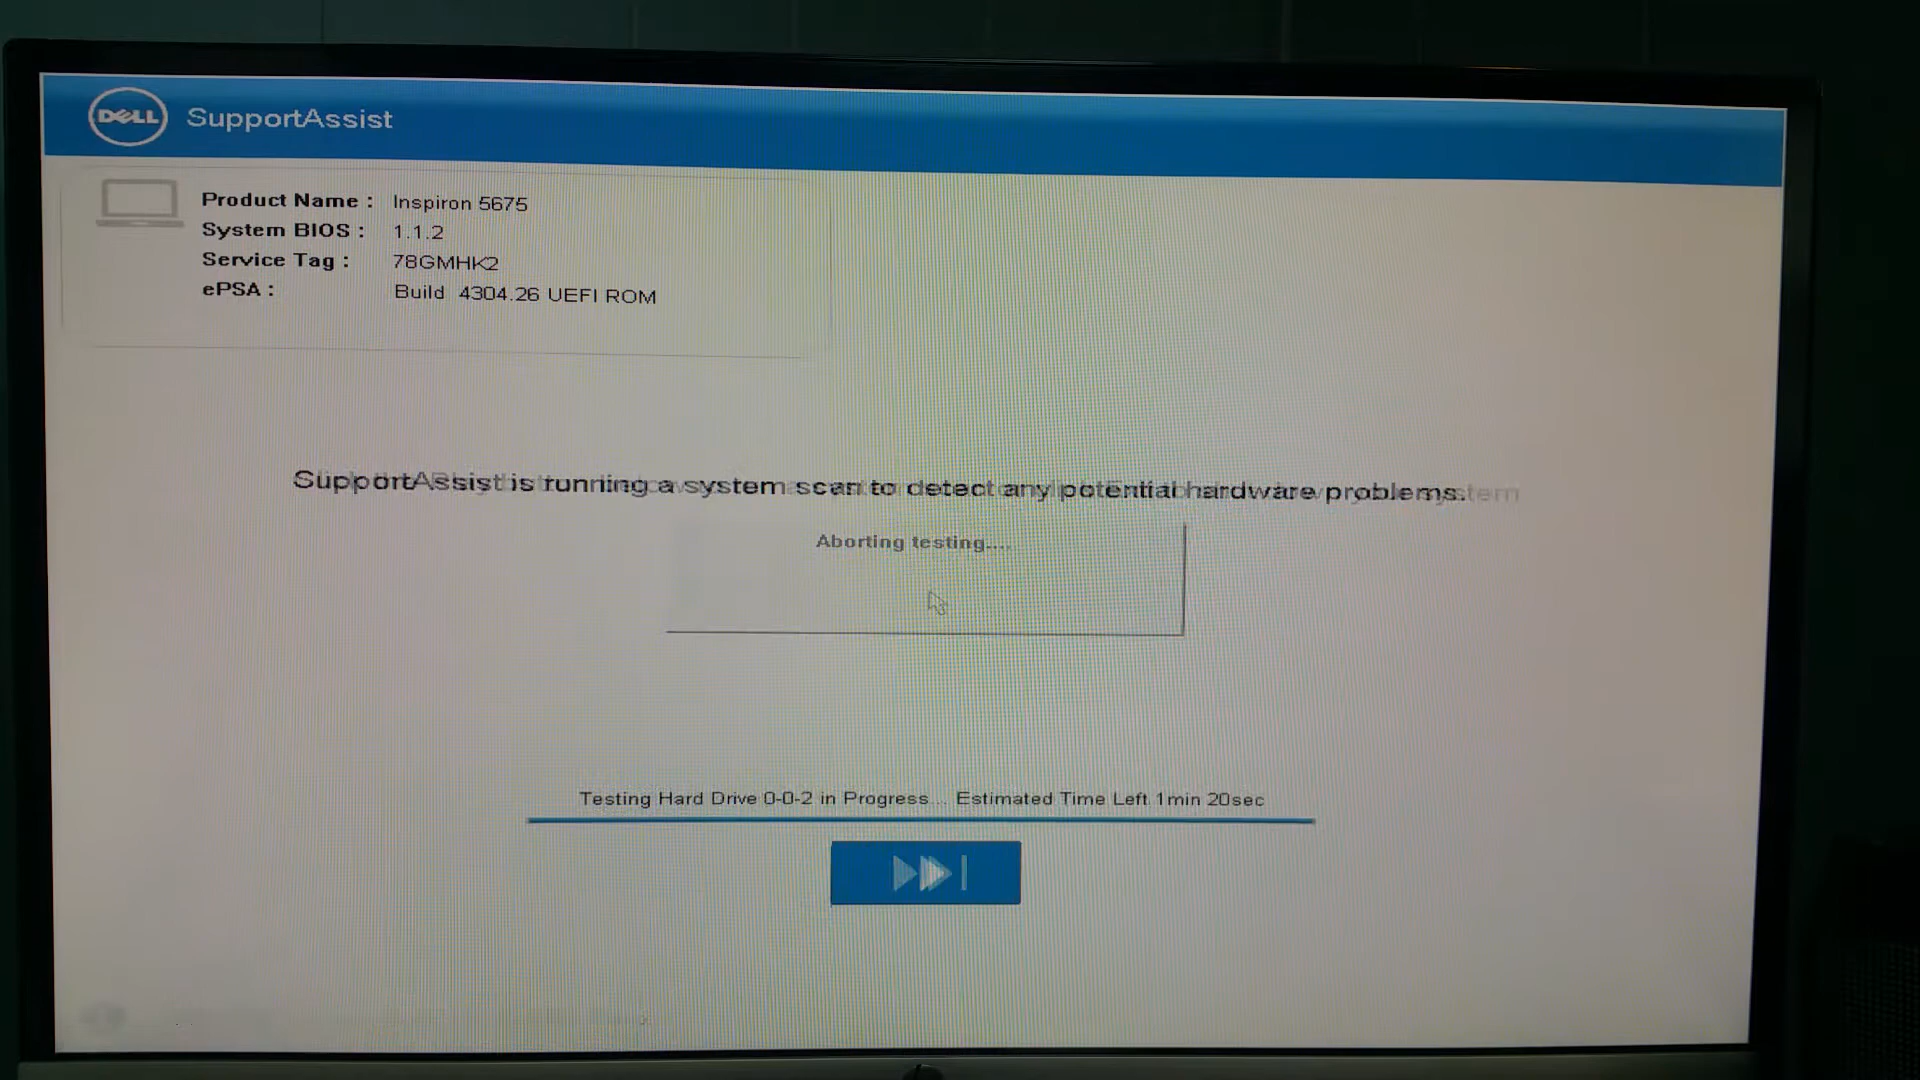 DELL SupportAssist
Product Name : Inspiron 5675
System BIOS : 1.1.2
Service Tag : 78GMHK2
ePSA : Build 4304.26 UEFI ROM
SupportAssist is running a system scan to detect any potential hardware problems.
Aborting testing....
Testing Hard Drive 0-0-2 in Progress... Estimated Time Left 1min 20sec